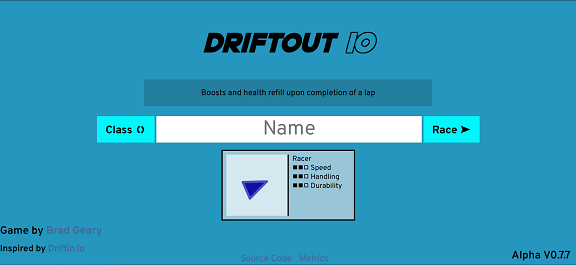 DRIFTOUT IO
Boosts and health refill upon completion of a lap
Class Name Race ➤
Racer
■■□ Speed
■■□ Handling
■■□ Durability
Game by Brad Geary
Inspired by Driftin.io
Source Code Metrics
Alpha V0.7.7